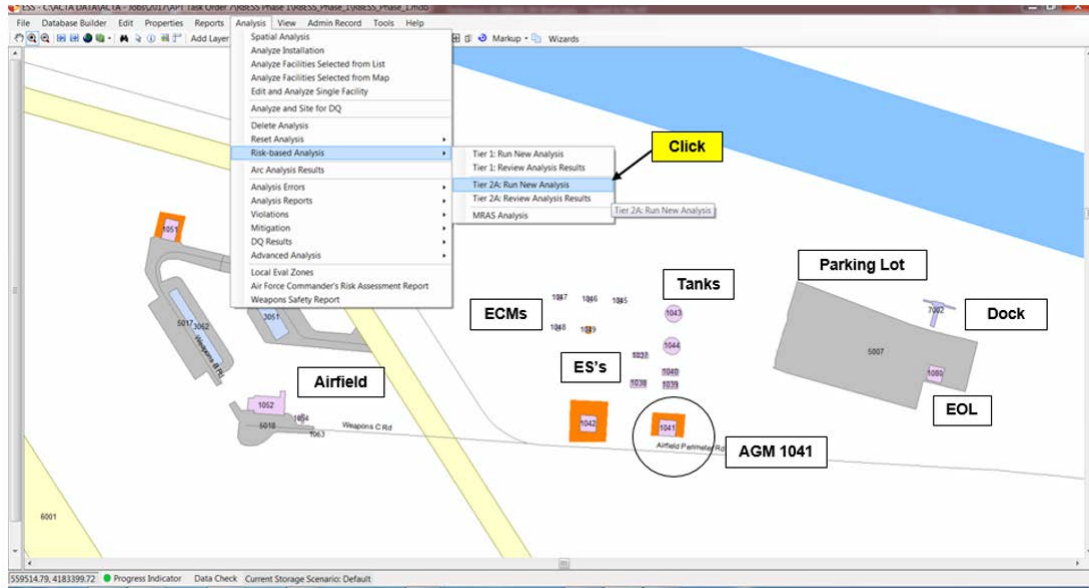 ESS - C:\ACTA DATA\ACTA - Jobs\2017\APT Task Order 7\RBESS Phase 1\RBESS_Phase_1\RBESS_Phase_1.mdb
File Database Builder Edit Properties Reports Analysis View Admin Record Tools Help
Add Layer
Markup
Wizards
Spatial Analysis
Analyze Installation
Analyze Facilities Selected from List
Analyze Facilities Selected from Map
Edit and Analyze Single Facility
Analyze and Site for DQ
Delete Analysis
Reset Analysis
Risk-based Analysis
Arc Analysis Results
Analysis Errors
Analysis Reports
Violations
Mitigation
DQ Results
Advanced Analysis
Local Eval Zones
Air Force Commander's Risk Assessment Report
Weapons Safety Report
Tier 1: Run New Analysis
Tier 1: Review Analysis Results
Tier 2A: Run New Analysis
Tier 2A: Review Analysis Results
MRAS Analysis
Tier 2A: Run New Analysis
Click
1051
5017
3062
Weapons B Rd
3051
Airfield
1052
5018
1063
Weapons C Rd
6001
ECMs
1047
1046
1045
1048
1049
Tanks
1043
1044
ES's
1037
1038
1040
1039
1042
1041
Airfield Perimeter Rd
AGM 1041
Parking Lot
5007
7002
Dock
1080
EOL
559514.79, 4183399.72 Progress Indicator Data Check Current Storage Scenario: Default